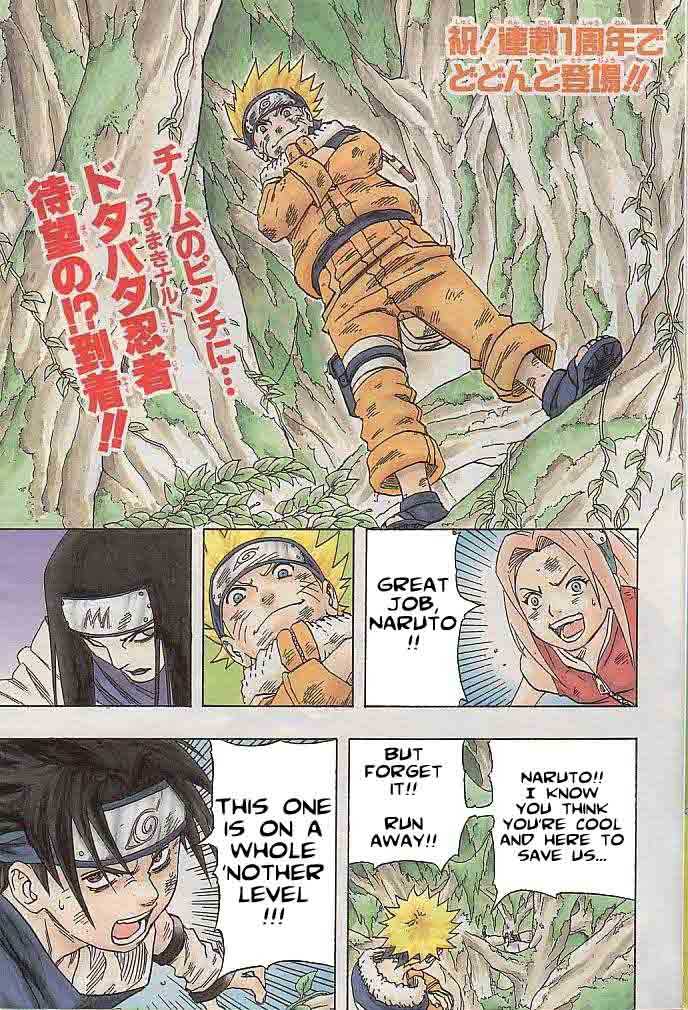 祝！連載1周年で
どどんと登場！！
チームのピンチに…
うずまきナルト
ドタバタ忍者
待望の！？到着！！
GREAT
JOB,
NARUTO
!!
NARUTO!!
I KNOW
YOU THINK
YOU'RE COOL
AND HERE TO
SAVE US...
BUT
FORGET
IT!!
RUN
AWAY!!
THIS ONE
IS ON A
WHOLE
'NOTHER
LEVEL
!!!